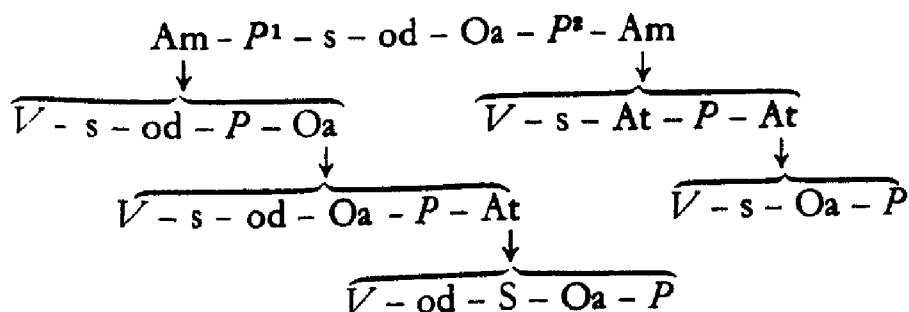 Am – P¹ – s – od – Oa – P² – Am
V – s – od – P – Oa V – s – At – P – At
V – s – od – Oa – P – At V – s – Oa – P
V – od – S – Oa – P